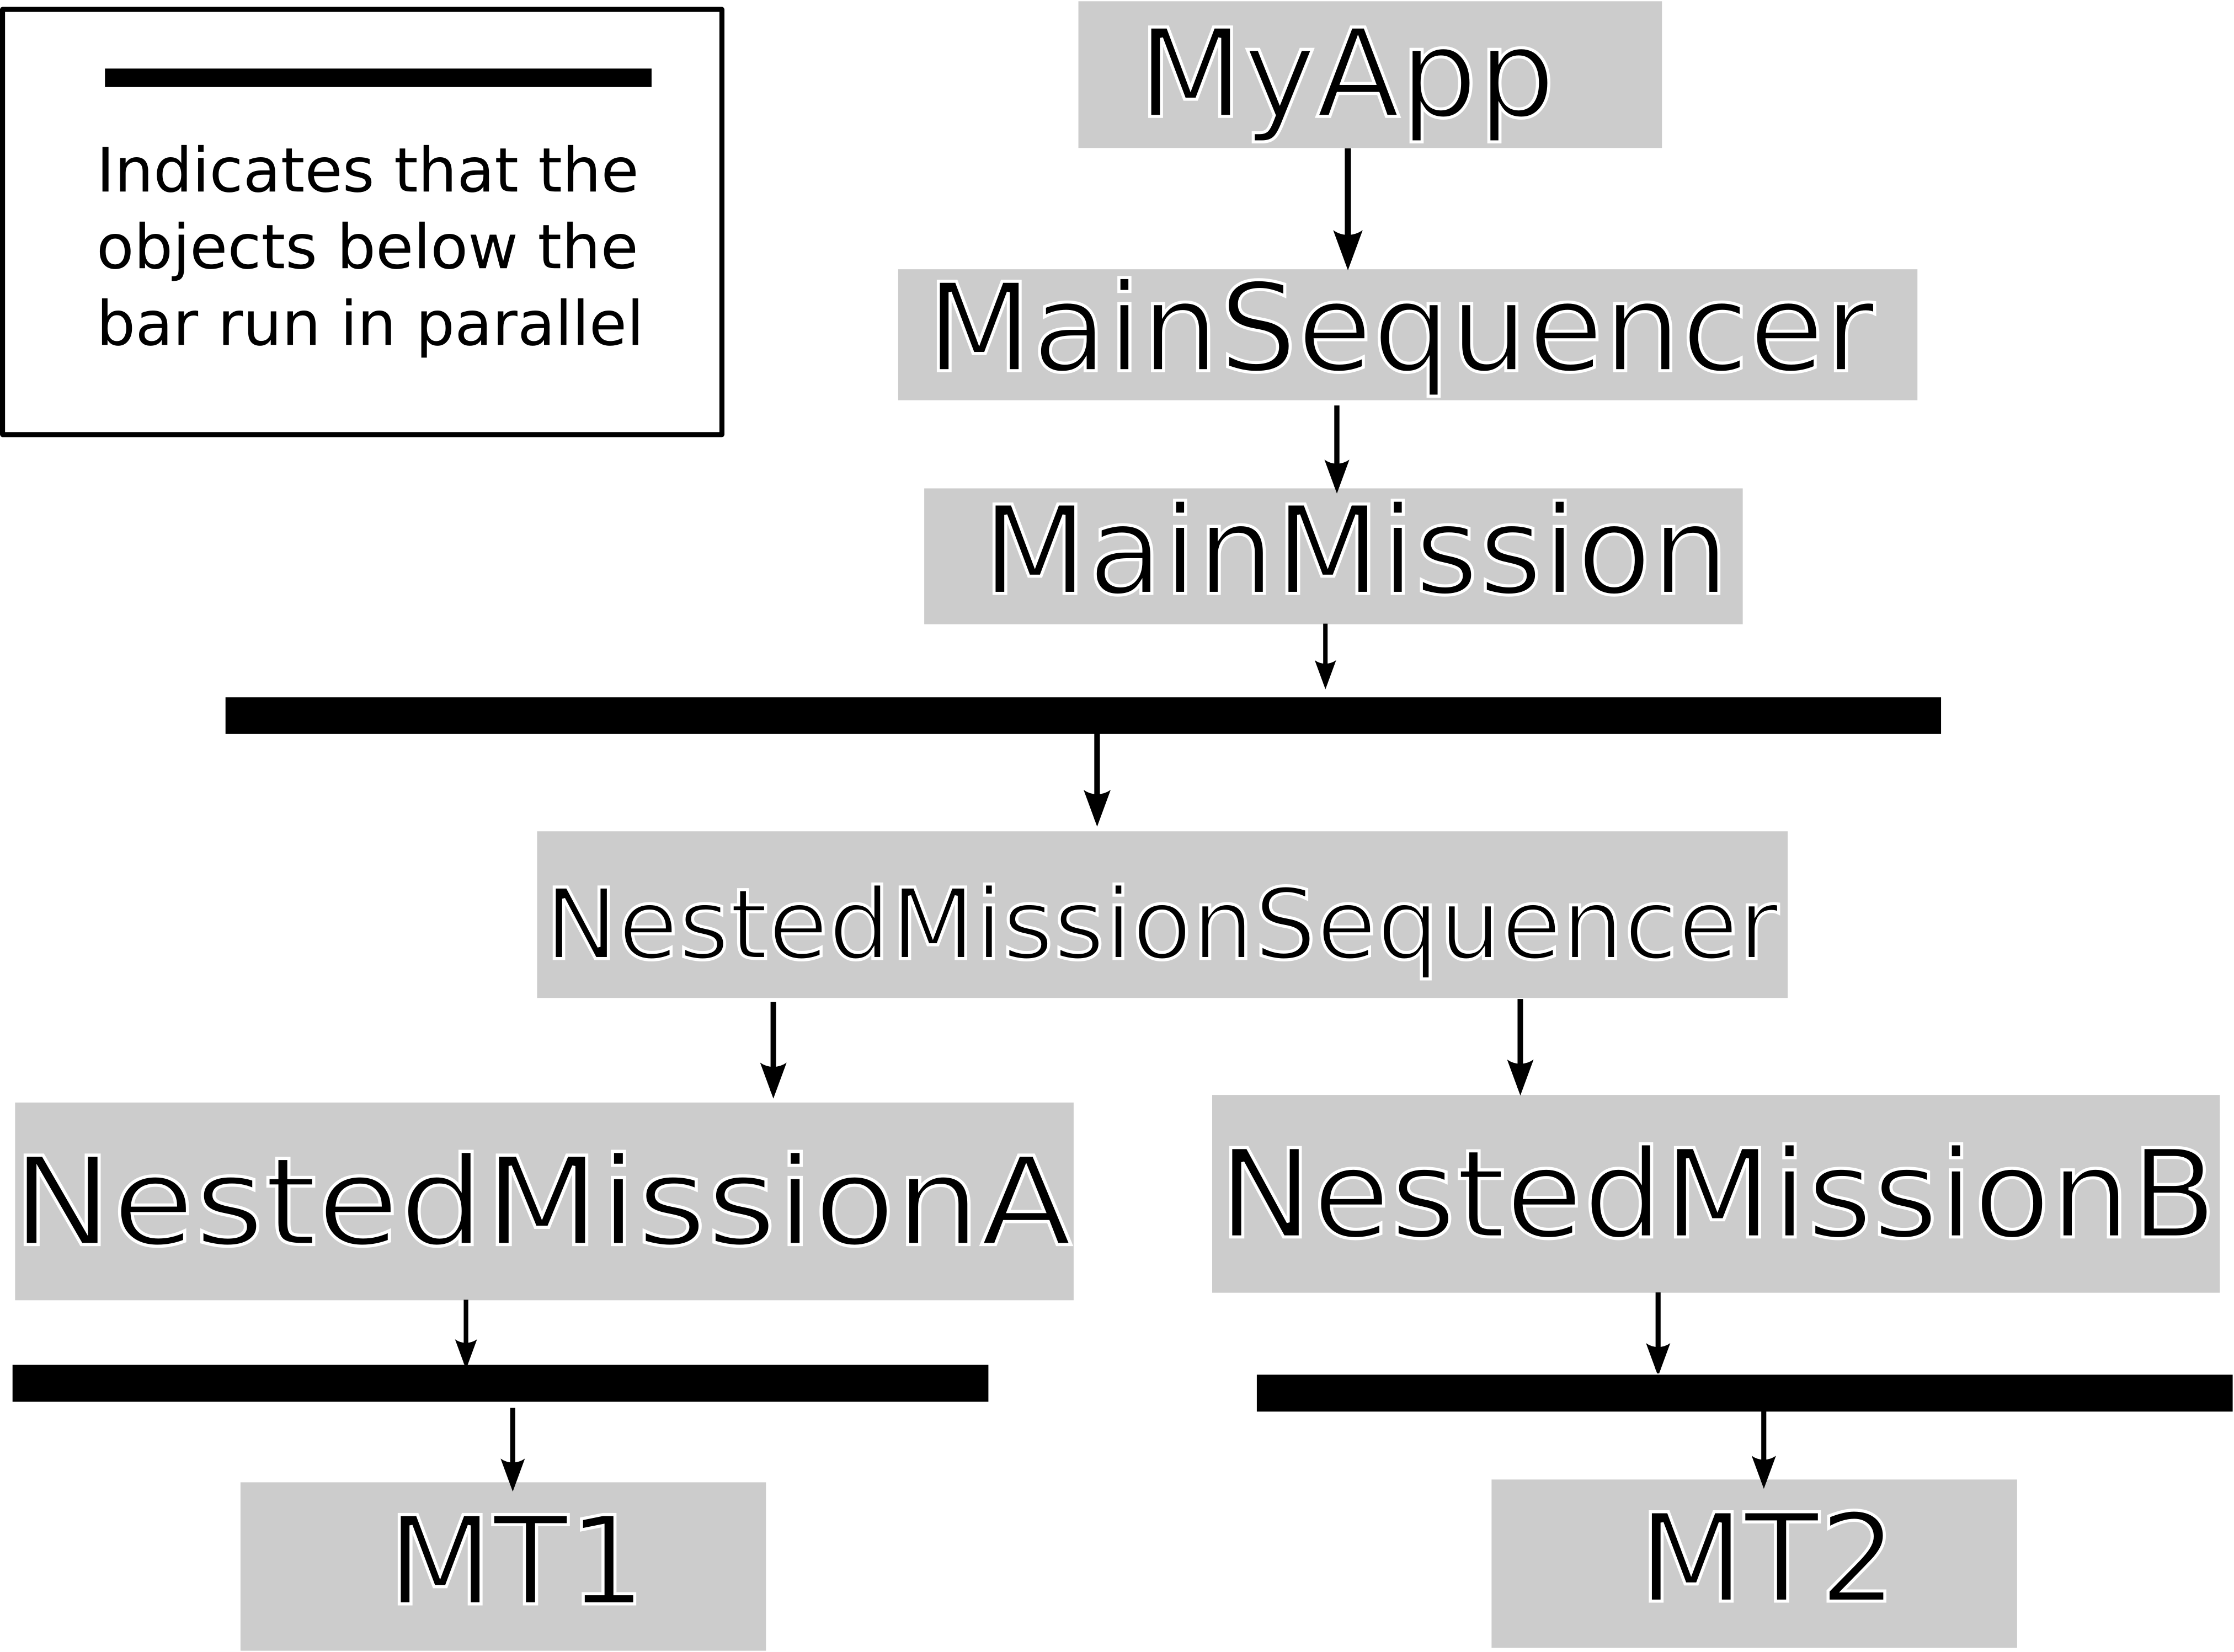 Indicates that the
objects below the
bar run in parallel
MyApp
MainSequencer
MainMission
NestedMissionSequencer
NestedMissionA
NestedMissionB
MT1
MT2